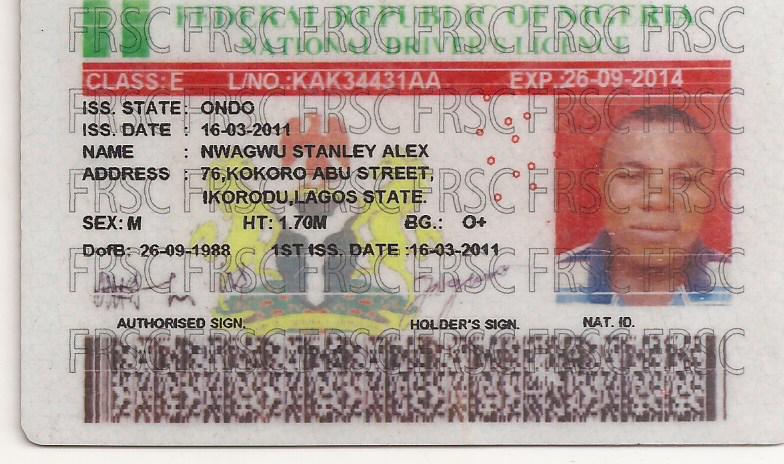 FEDERAL REPUBLIC OF NIGERIA
NATIONAL DRIVER'S LICENCE
CLASS: E L/NO.:KAK34431AA EXP :26-09-2014
ISS. STATE: ONDO
ISS. DATE : 16-03-2011
NAME : NWAGWU STANLEY ALEX
ADDRESS : 76,KOKORO ABU STREET,
IKORODU,LAGOS STATE.
SEX: M HT: 1.70M BG.: O+
DofB: 26-09-1988 1ST ISS. DATE :16-03-2011
AUTHORISED SIGN. HOLDER'S SIGN. NAT. ID.
FRSC FRSC FRSC FRSC FRSC FRSC